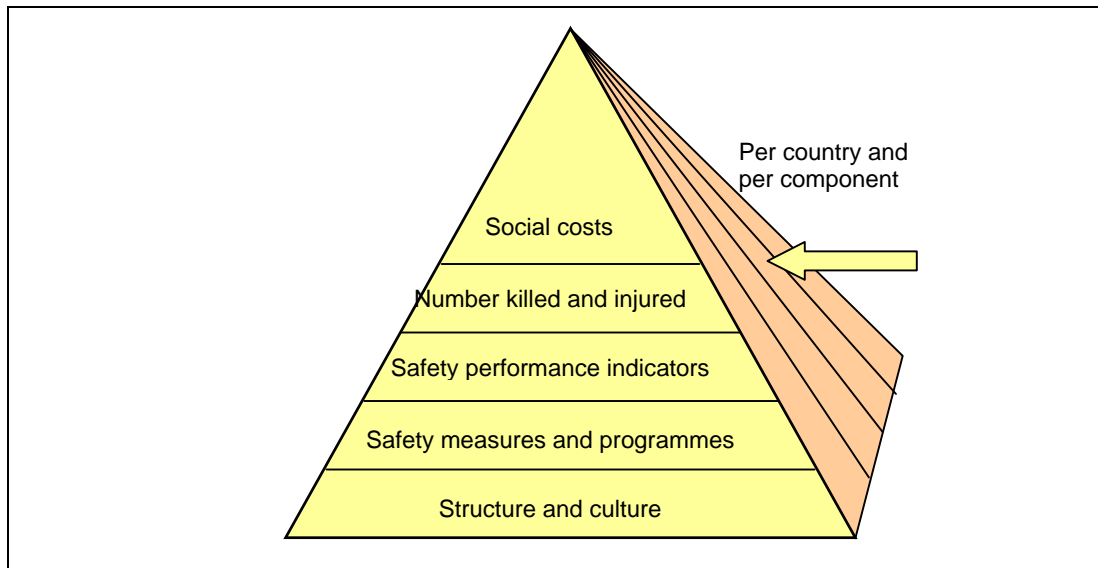 Per country and
per component
Social costs
Number killed and injured
Safety performance indicators
Safety measures and programmes
Structure and culture